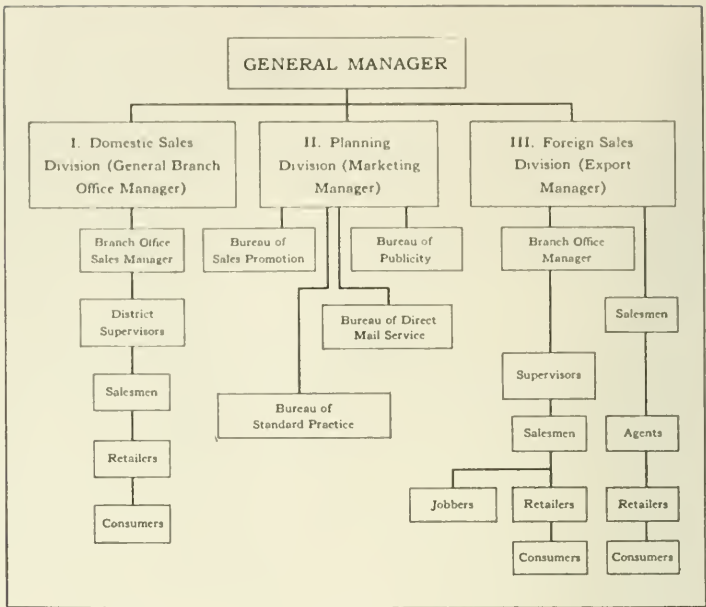 GENERAL MANAGER
I. Domestic Sales
Division (General Branch
Office Manager)
II. Planning
Division (Marketing
Manager)
III. Foreign Sales
Division (Export
Manager)
Branch Office
Sales Manager
Bureau of
Sales Promotion
Bureau of
Publicity
Branch Office
Manager
District
Supervisors
Bureau of Direct
Mail Service
Salesmen
Supervisors
Salesmen
Bureau of
Standard Practice
Salesmen
Agents
Retailers
Jobbers
Retailers
Retailers
Consumers
Consumers
Consumers